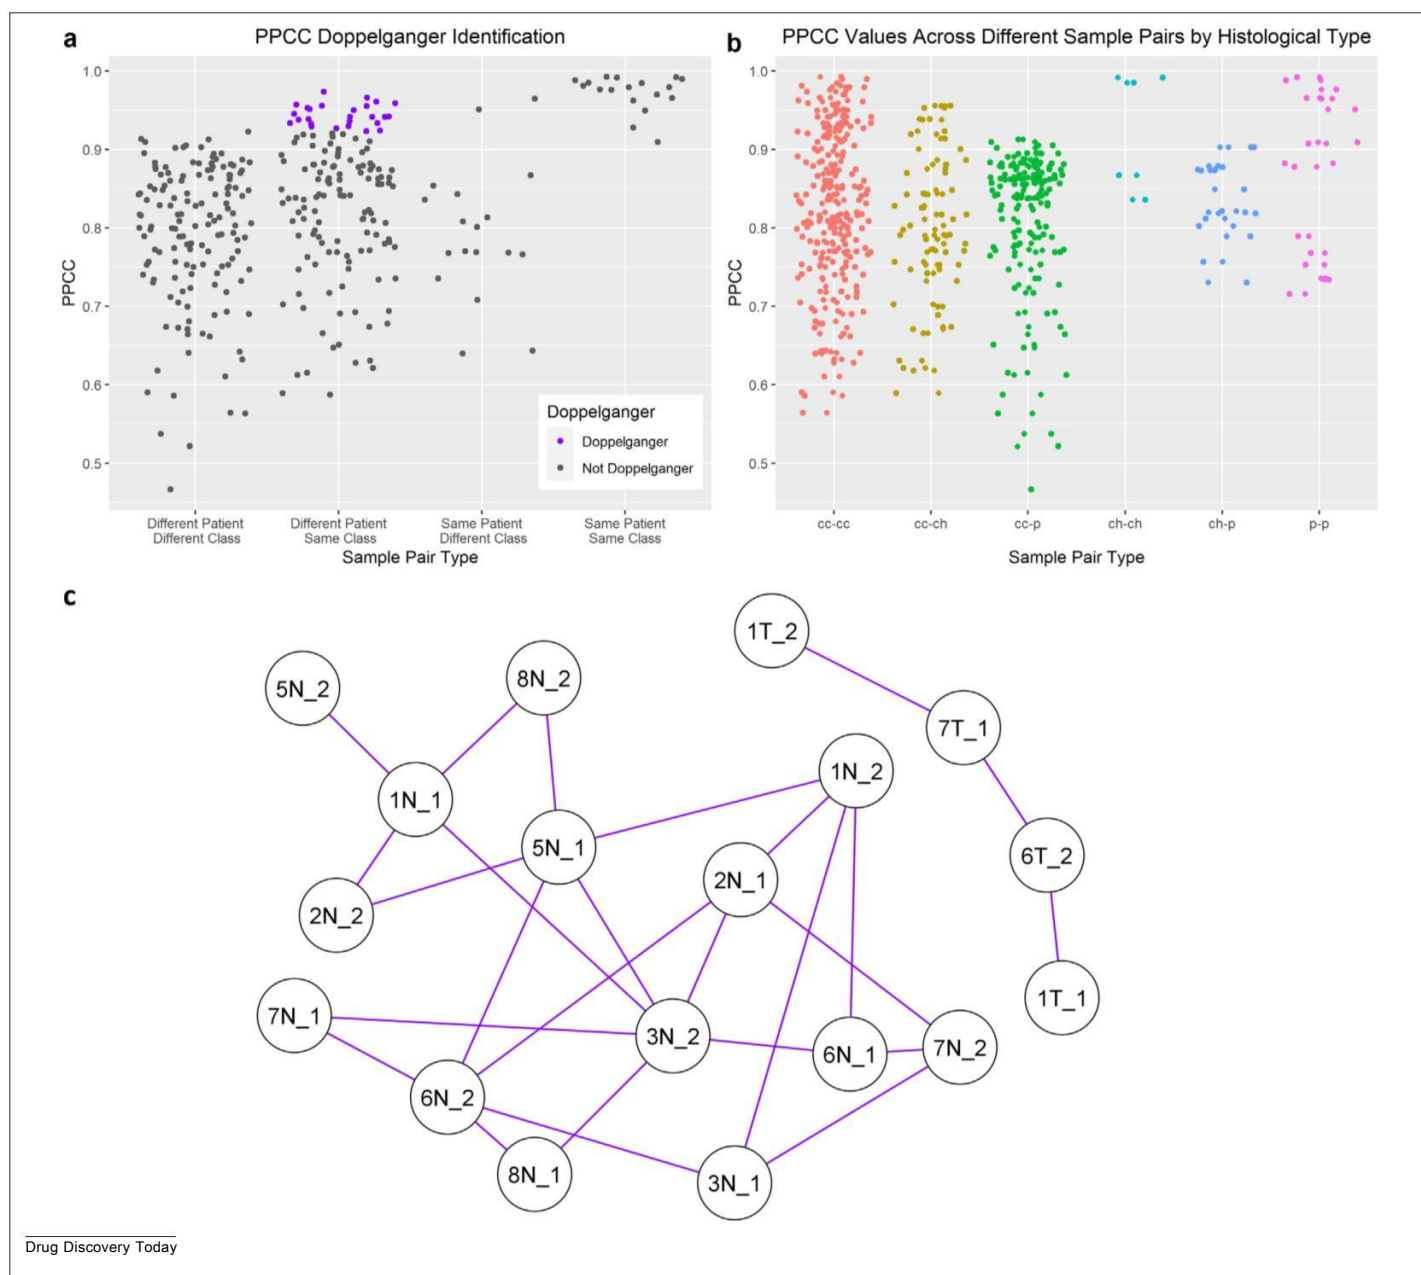 a
PPCC Doppelganger Identification
1.0
0.9
0.8
0.7
0.6
0.5
PPCC
Doppelganger
Doppelganger
Not Doppelganger
Different Patient
Different Class
Different Patient
Same Class
Same Patient
Different Class
Same Patient
Same Class
Sample Pair Type
b
PPCC Values Across Different Sample Pairs by Histological Type
1.0
0.9
0.8
0.7
0.6
0.5
PPCC
cc-cc
cc-ch
cc-p
ch-ch
ch-p
p-p
Sample Pair Type
c
1T_2
5N_2
8N_2
7T_1
1N_2
1N_1
5N_1
6T_2
2N_1
2N_2
1T_1
7N_1
3N_2
6N_1
7N_2
6N_2
8N_1
3N_1
Drug Discovery Today